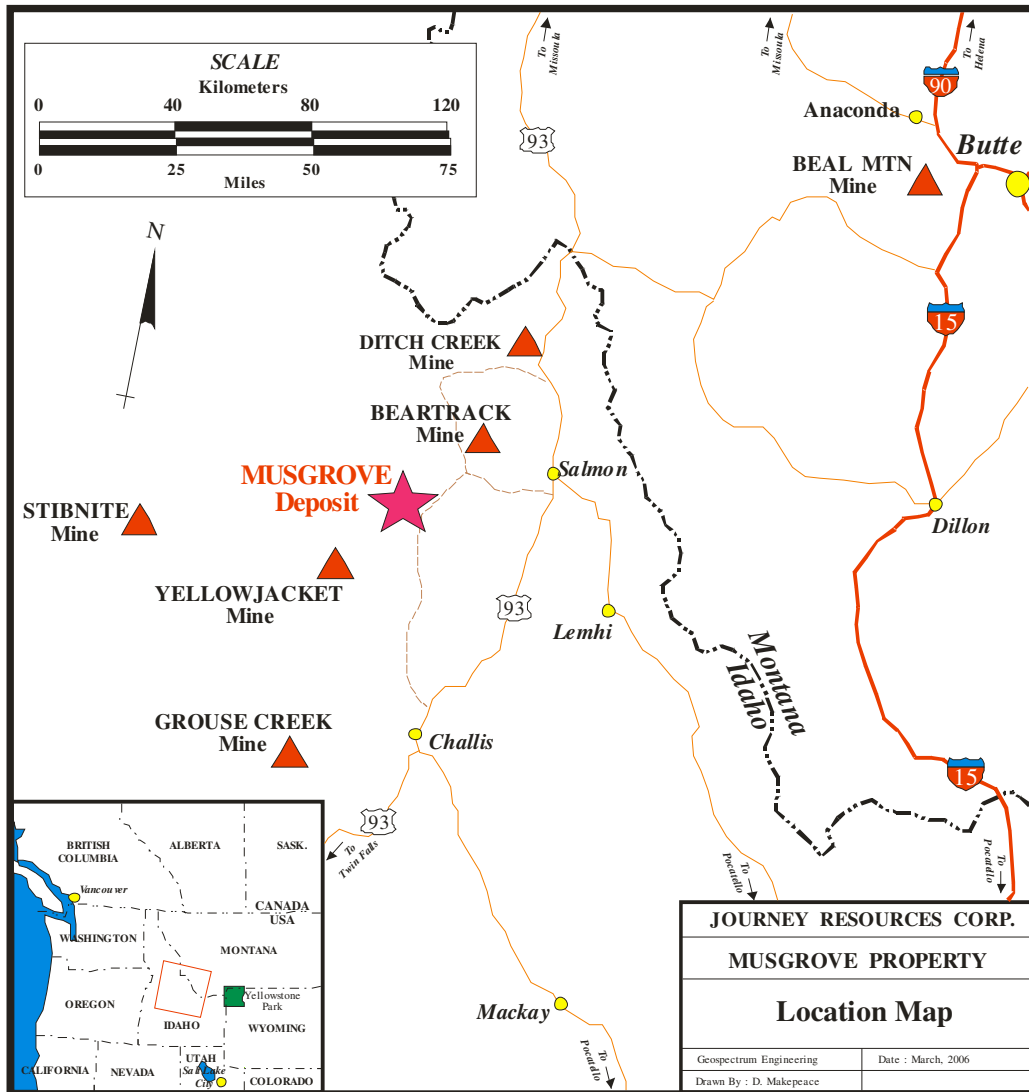 SCALE
Kilometers
0 40 80 120
0 25 50 75
Miles
N
To
Missoula
To
Missoula
To
Helena
90
Anaconda
Butte
93
BEAL MTN
Mine
15
DITCH CREEK
Mine
BEARTRACK
Mine
MUSGROVE
Deposit
Salmon
STIBNITE
Mine
Dillon
YELLOWJACKET
Mine
93
Lemhi
Montana
Idaho
GROUSE CREEK
Mine
Challis
15
93
To
Twin Falls
To
Pocatello
To
Pocatello
Mackay
To
Pocatello
BRITISH
COLUMBIA
ALBERTA
SASK.
Vancouver
CANADA
USA
WASHINGTON
MONTANA
OREGON
Yellowstone
Park
IDAHO
WYOMING
UTAH
Salt Lake
City
CALIFORNIA
NEVADA
COLORADO
JOURNEY RESOURCES CORP.
MUSGROVE PROPERTY
Location Map
Geospectrum Engineering
Date : March, 2006
Drawn By : D. Makepeace